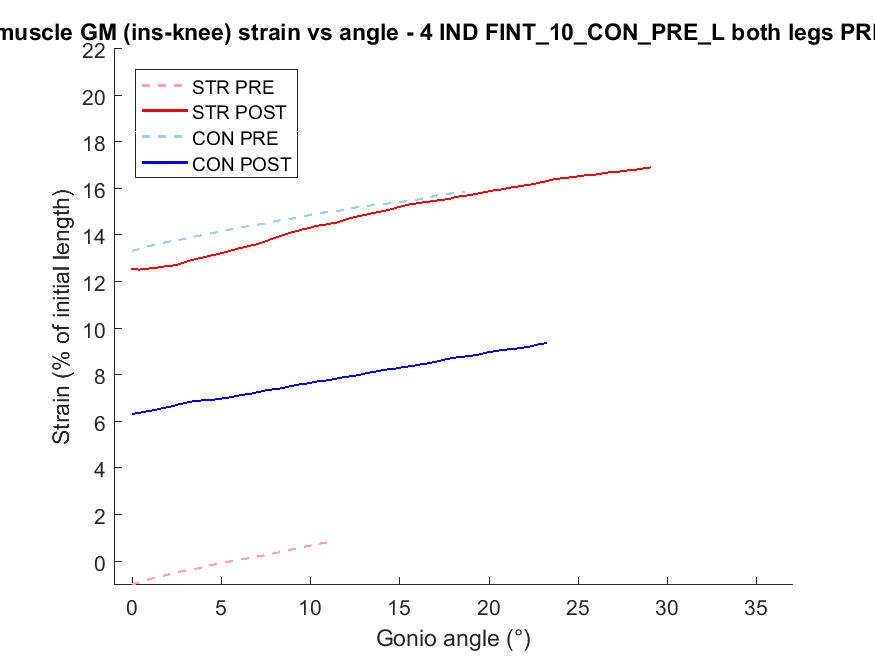 muscle GM (ins-knee) strain vs angle - 4 IND FINT_10_CON_PRE_L both legs PRE
22
20
18
16
14
12
10
8
6
4
2
0
STR PRE
STR POST
CON PRE
CON POST
Strain (% of initial length)
0 5 10 15 20 25 30 35
Gonio angle (°)